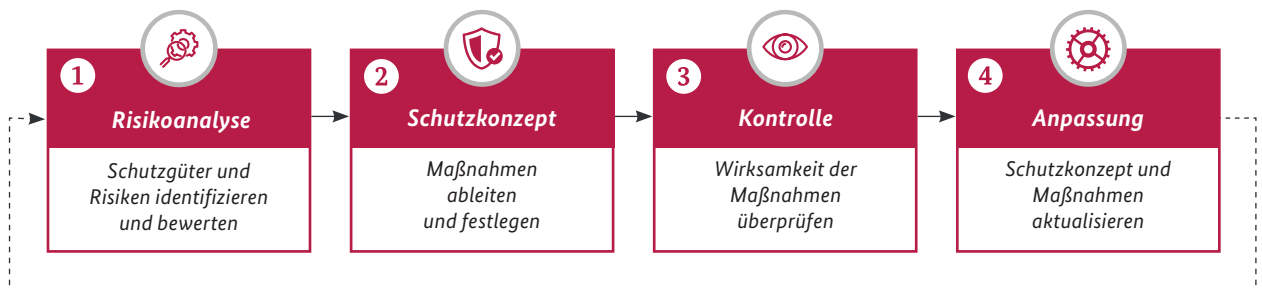 1
Risikoanalyse
Schutzgüter und
Risiken identifizieren
und bewerten
2
Schutzkonzept
Maßnahmen
ableiten
und festlegen
3
Kontrolle
Wirksamkeit der
Maßnahmen
überprüfen
4
Anpassung
Schutzkonzept und
Maßnahmen
aktualisieren